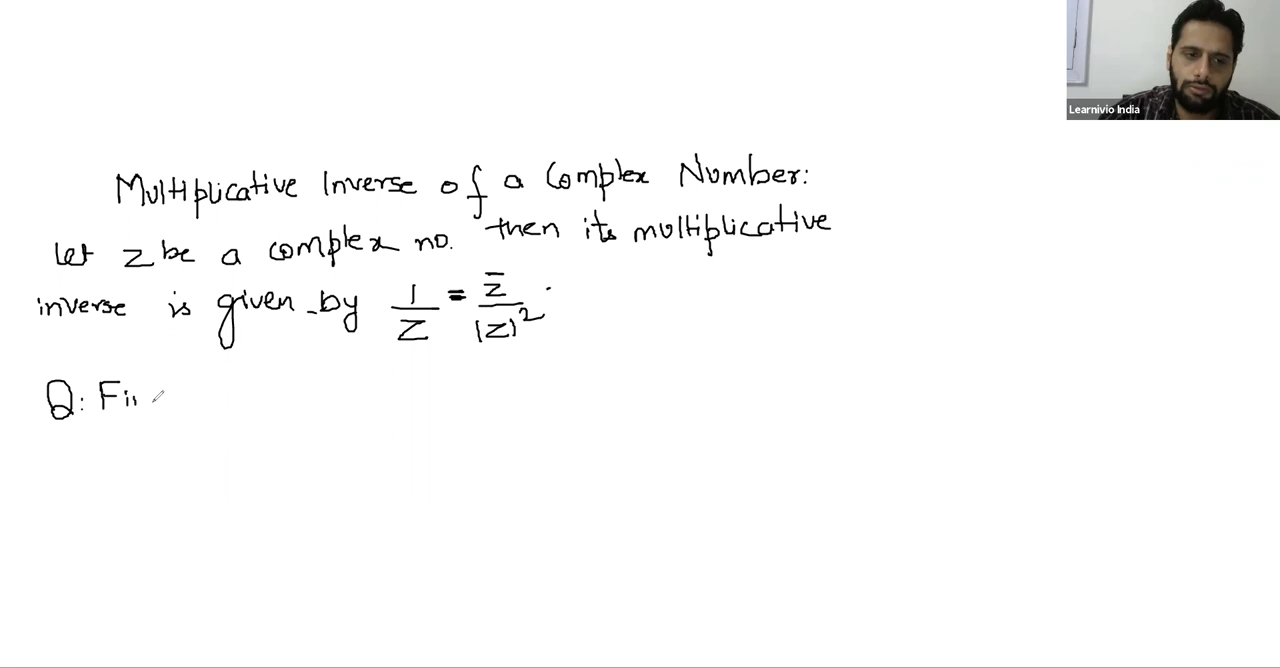 Learnivio India
Multiplicative Inverse of a Complex Number:
let z be a complex no. then its multiplicative
inverse is given by 1/z = z̄/|z|² .
Q: Fin